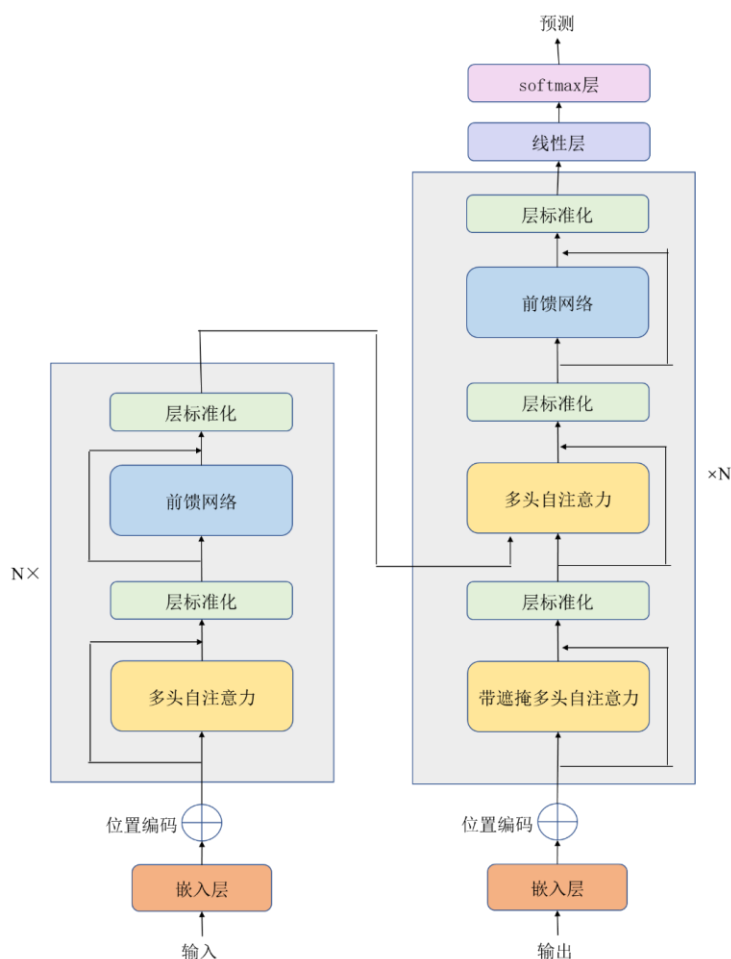 预测
softmax层
线性层
层标准化
前馈网络
层标准化
多头自注意力
×N
层标准化
带遮掩多头自注意力
位置编码
嵌入层
输出
层标准化
前馈网络
N×
层标准化
多头自注意力
位置编码
嵌入层
输入